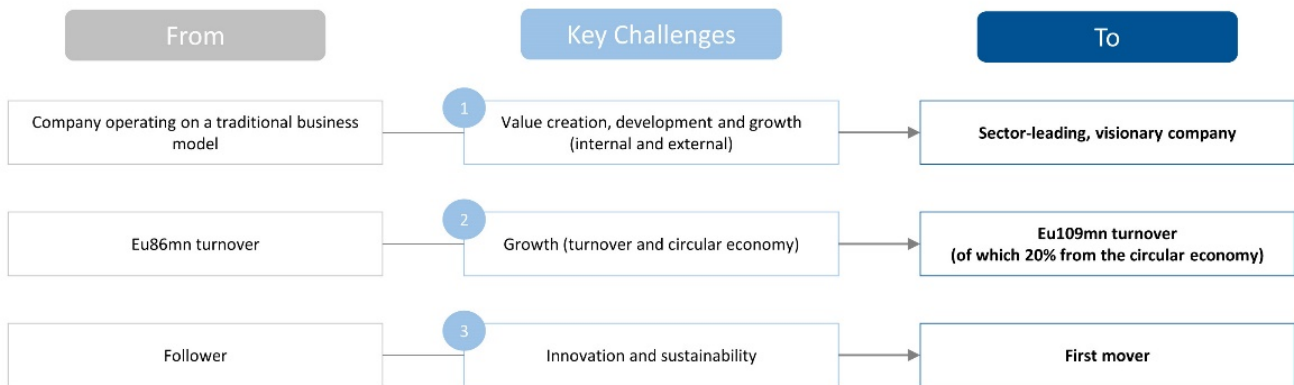 From
Key Challenges
To
Company operating on a traditional business
model
1
Value creation, development and growth
(internal and external)
Sector-leading, visionary company
Eu86mn turnover
2
Growth (turnover and circular economy)
Eu109mn turnover
(of which 20% from the circular economy)
Follower
3
Innovation and sustainability
First mover